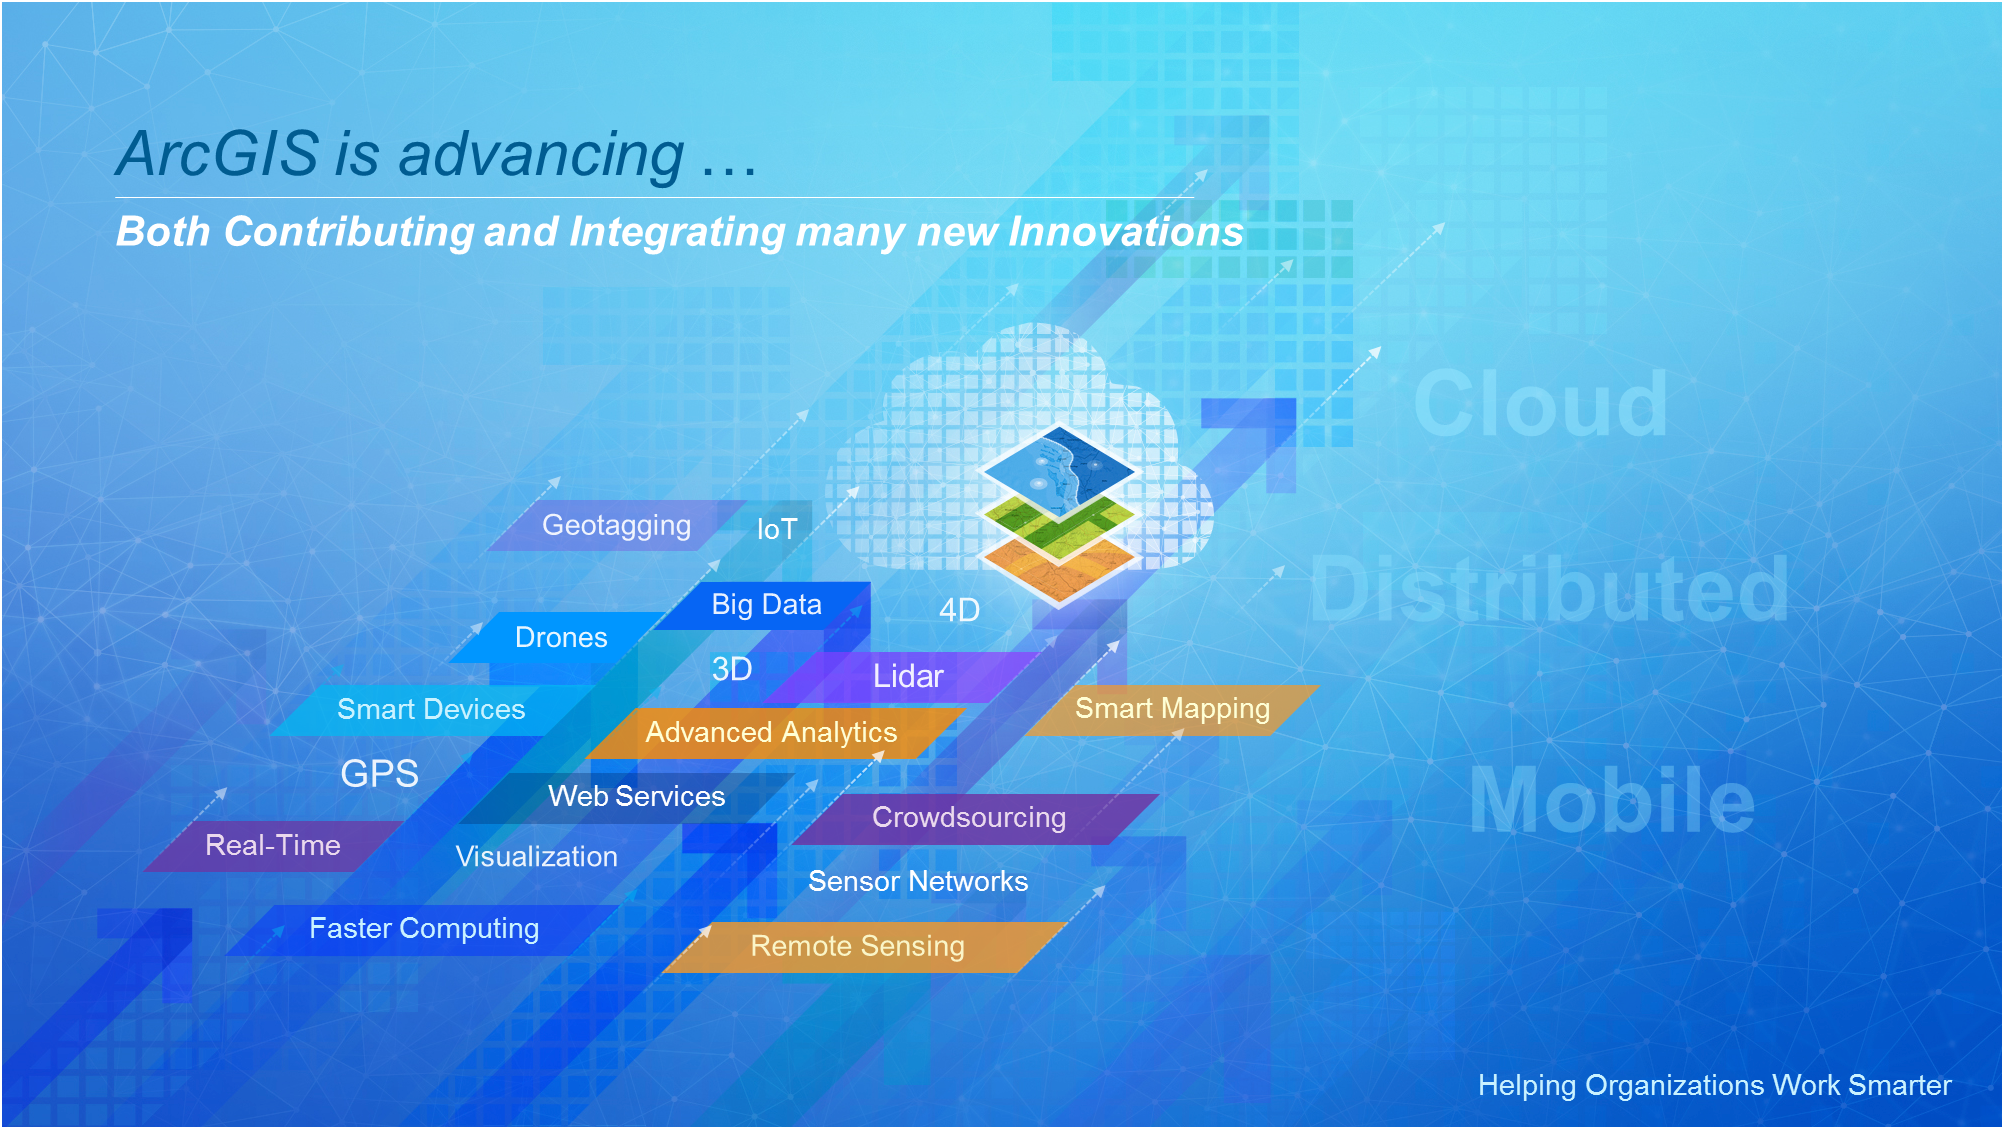 ArcGIS is advancing …
Both Contributing and Integrating many new Innovations
Cloud
Geotagging
IoT
Distributed
Big Data
4D
Drones
3D
Lidar
Smart Devices
Smart Mapping
Advanced Analytics
GPS
Web Services
Mobile
Crowdsourcing
Real-Time
Visualization
Sensor Networks
Faster Computing
Remote Sensing
Helping Organizations Work Smarter